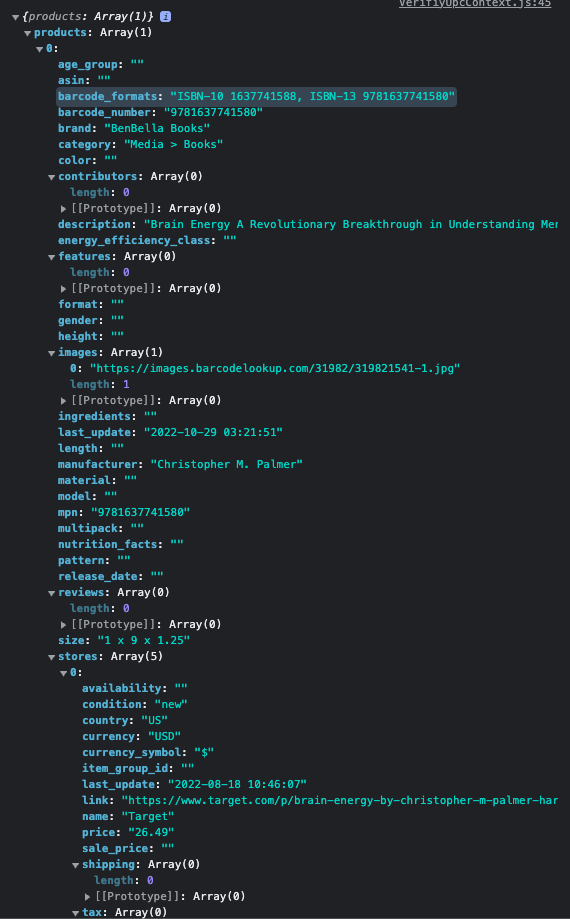 VerifiyUpcContext.js:45
{products: Array(1)} i
products: Array(1)
0:
age_group: ""
asin: ""
barcode_formats: "ISBN-10 1637741588, ISBN-13 9781637741580"
barcode_number: "9781637741580"
brand: "BenBella Books"
category: "Media > Books"
color: ""
contributors: Array(0)
length: 0
[[Prototype]]: Array(0)
description: "Brain Energy A Revolutionary Breakthrough in Understanding Me
energy_efficiency_class: ""
features: Array(0)
length: 0
[[Prototype]]: Array(0)
format: ""
gender: ""
height: ""
images: Array(1)
0: "https://images.barcodelookup.com/31982/319821541-1.jpg"
length: 1
[[Prototype]]: Array(0)
ingredients: ""
last_update: "2022-10-29 03:21:51"
length: ""
manufacturer: "Christopher M. Palmer"
material: ""
model: ""
mpn: "9781637741580"
multipack: ""
nutrition_facts: ""
pattern: ""
release_date: ""
reviews: Array(0)
length: 0
[[Prototype]]: Array(0)
size: "1 x 9 x 1.25"
stores: Array(5)
0:
availability: ""
condition: "new"
country: "US"
currency: "USD"
currency_symbol: "$"
item_group_id: ""
last_update: "2022-08-18 10:46:07"
link: "https://www.target.com/p/brain-energy-by-christopher-m-palmer-har
name: "Target"
price: "26.49"
sale_price: ""
shipping: Array(0)
length: 0
[[Prototype]]: Array(0)
tax: Array(0)